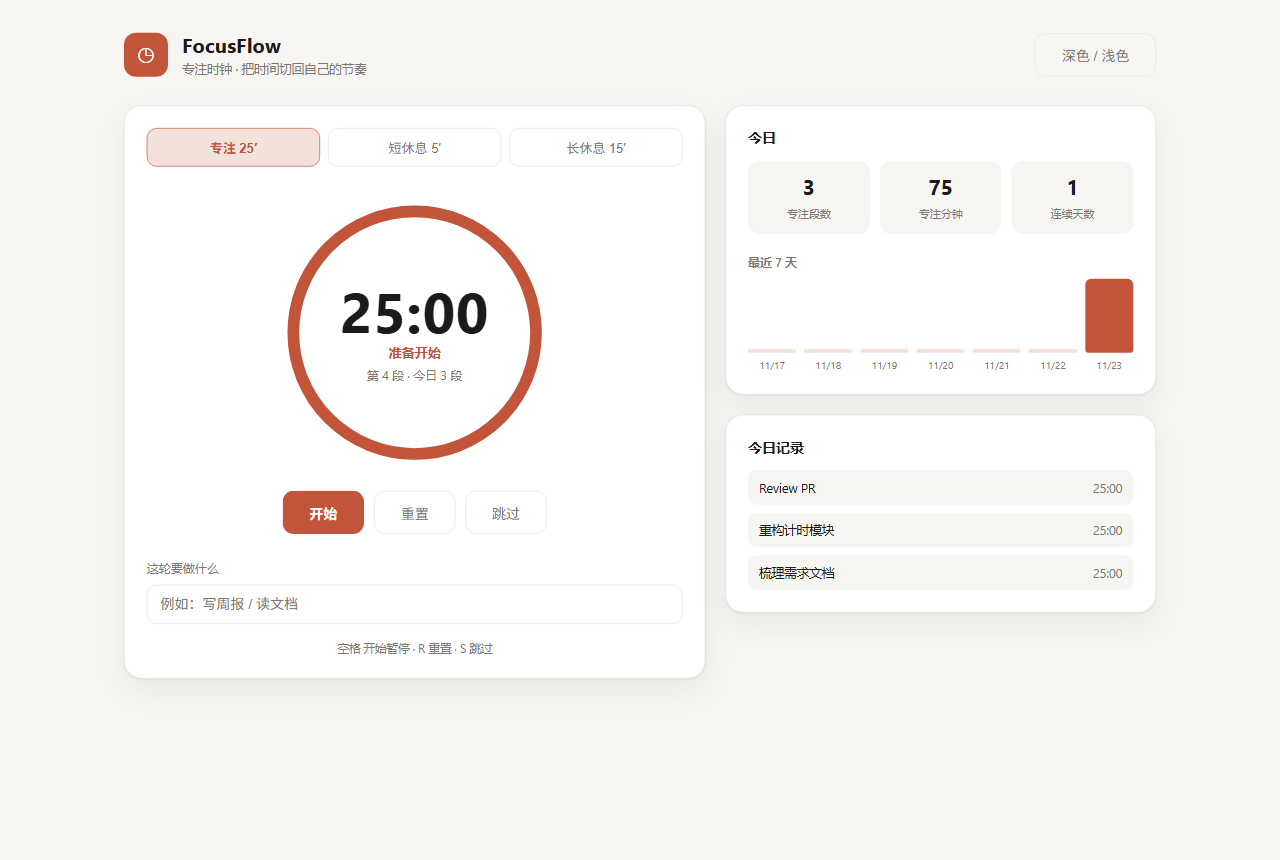 FocusFlow
专注时钟 · 把时间切回自己的节奏
深色 / 浅色
专注 25′
短休息 5′
长休息 15′
25:00
准备开始
第 4 段 · 今日 3 段
开始
重置
跳过
这轮要做什么
例如：写周报 / 读文档
空格 开始暂停 · R 重置 · S 跳过
今日
3
专注段数
75
专注分钟
1
连续天数
最近 7 天
11/17
11/18
11/19
11/20
11/21
11/22
11/23
今日记录
Review PR
25:00
重构计时模块
25:00
梳理需求文档
25:00